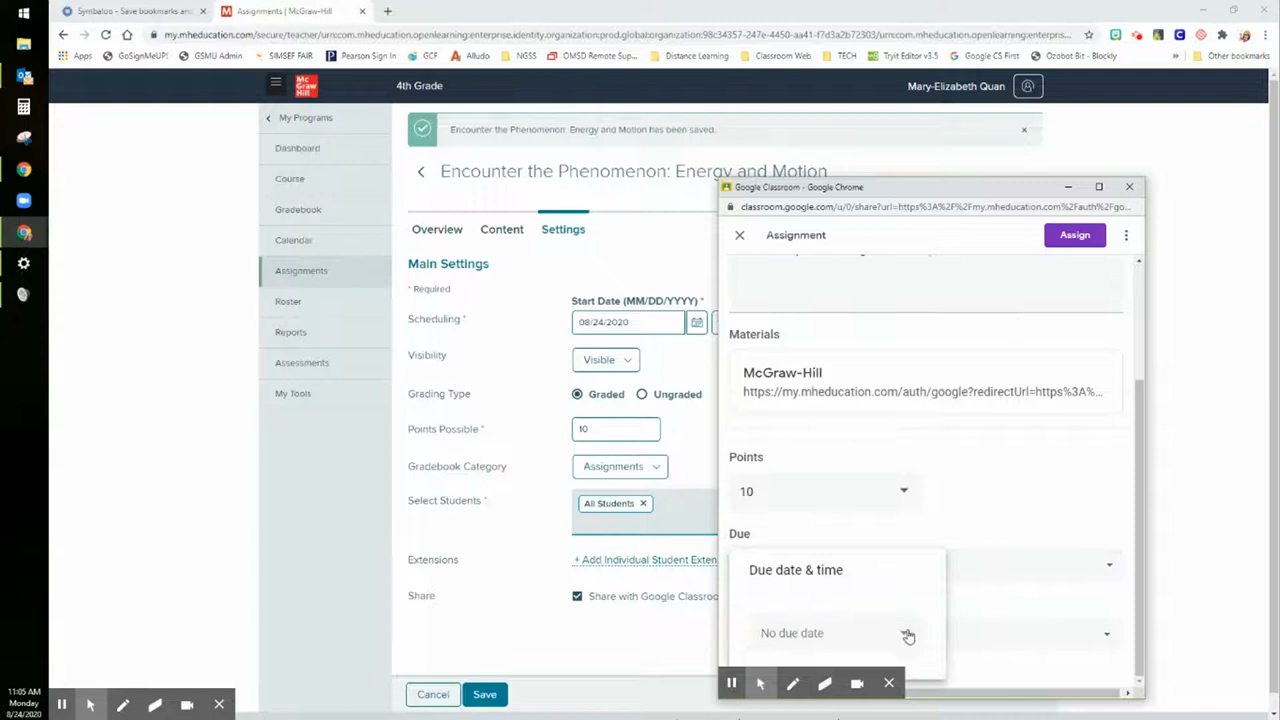 Symbaloo - Save bookmarks and
Assignments | McGraw-Hill
my.mheducation.com/secure/teacher/urn:com.mheducation.openlearning:enterprise.identity.organization:prod.global:organization:98c34357-247e-4450-aa41-f7d3a2b72303/urn:com.mheducation.openlearning:enterpris...
Apps
GoSignMeUP!
GSMU Admin
SIMSEF FAIR
Pearson Sign In
GCF
Alludo
NGSS
OMSD Remote Sup...
Distance Learning
Classroom Web
TECH
Tryit Editor v3.5
Google CS First
Ozobot Bit - Blockly
»
Other bookmarks
Mc
Graw
Hill
4th Grade
Mary-Elizabeth Quan
My Programs
Dashboard
Course
Gradebook
Calendar
Assignments
Roster
Reports
Assessments
My Tools
Encounter the Phenomenon: Energy and Motion has been saved.
Encounter the Phenomenon: Energy and Motion
Overview
Content
Settings
Main Settings
* Required
Start Date (MM/DD/YYYY) *
Scheduling *
08/24/2020
Visibility
Visible
Grading Type
Graded
Ungraded
Points Possible *
10
Gradebook Category
Assignments
Select Students *
All Students ×
Extensions
+ Add Individual Student Exten
Share
Share with Google Classroo
Cancel
Save
Google Classroom - Google Chrome
classroom.google.com/u/0/share?url=https%3A%2F%2Fmy.mheducation.com%2Fauth%2Fgo...
Assignment
Assign
Materials
McGraw-Hill
https://my.mheducation.com/auth/google?redirectUrl=https%3A%...
Points
10
Due
Due date & time
No due date
11:05 AM
Monday
8/24/2020